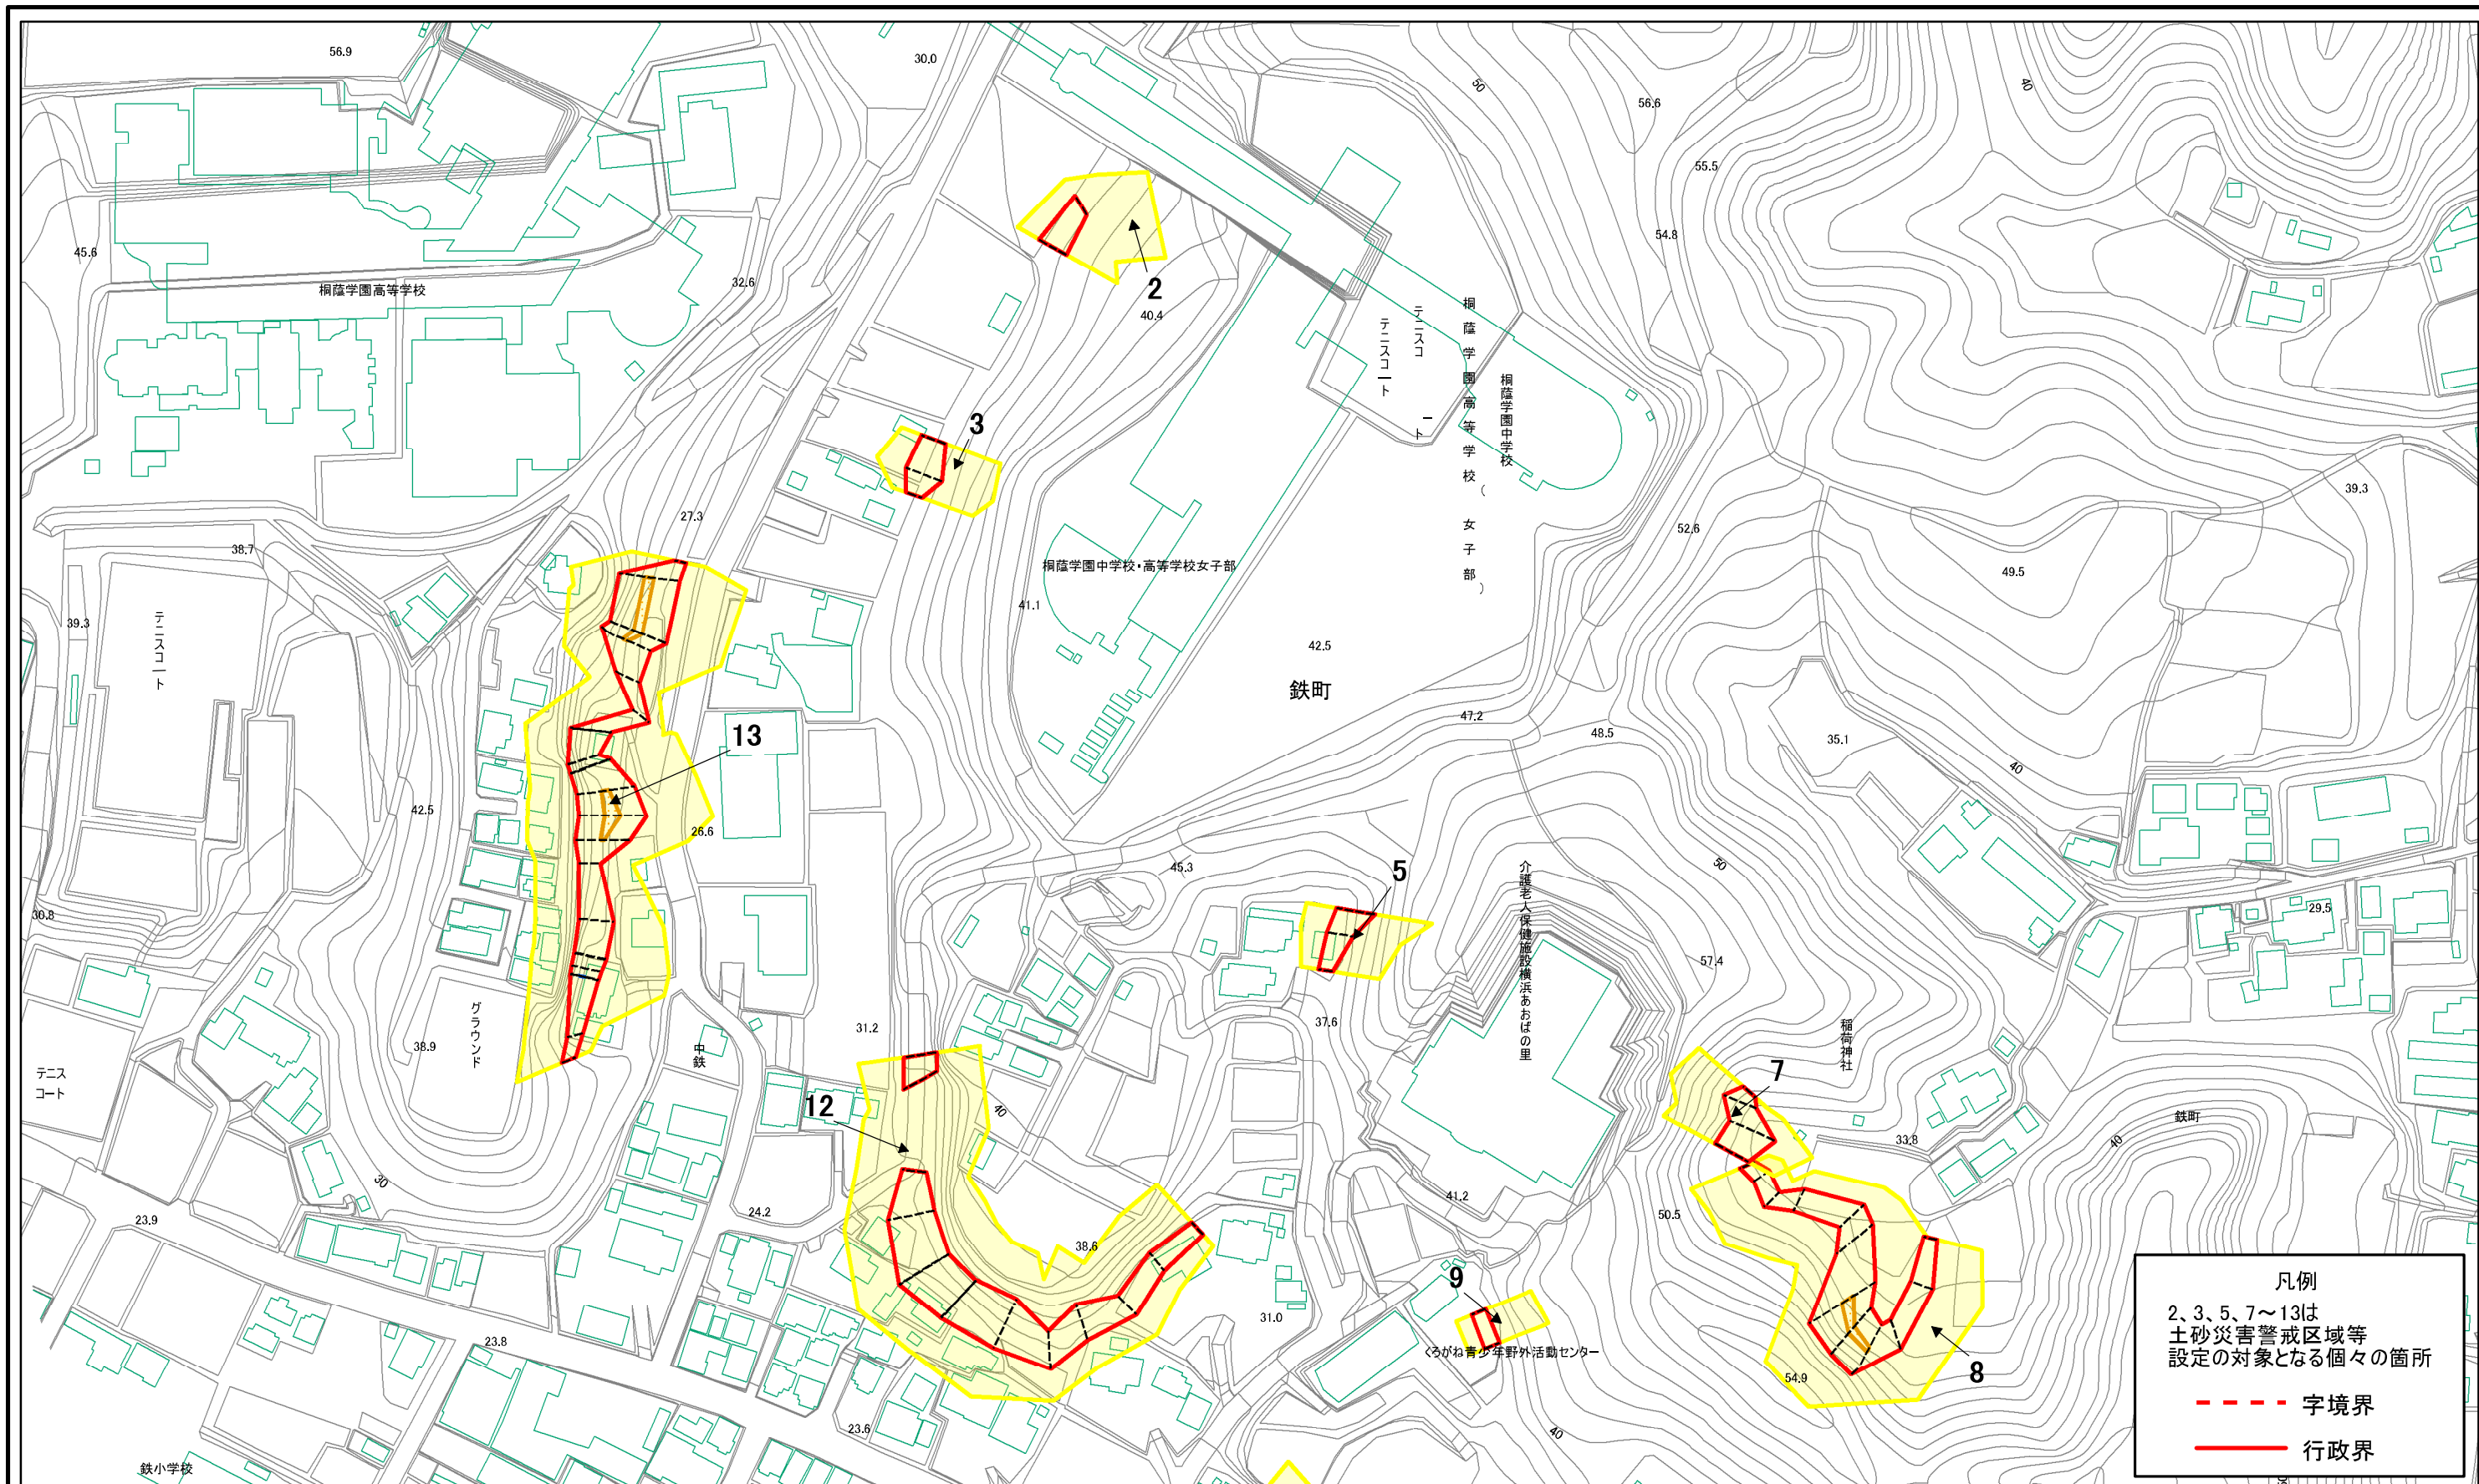 56.9
30.0
50
56.6
40
55.5
54.8
45.6
32.6
桐蔭学園高等学校
2
40.4
テニスコート
テニスコート
桐蔭学園高等学校(女子部)
桐蔭学園中学校
3
27.3
38.7
52.6
39.3
49.5
桐蔭学園中学校・高等学校女子部
41.1
39.3
テニスコート
42.5
鉄町
47.2
48.5
35.1
40
13
42.5
26.6
45.3
5
50
介護老人保健施設横浜あおばの里
30.8
29.5
57.4
グラウンド
38.9
中鉄
31.2
37.6
稲荷神社
テニス
コート
12
40
7
33.8
鉄町
40
30
23.9
24.2
41.2
50.5
38.6
9
31.0
23.8
くろがね青少年野外活動センター
8
54.9
23.6
40
鉄小学校
凡例
2、3、5、7～13は
土砂災害警戒区域等
設定の対象となる個々の箇所
字境界
行政界